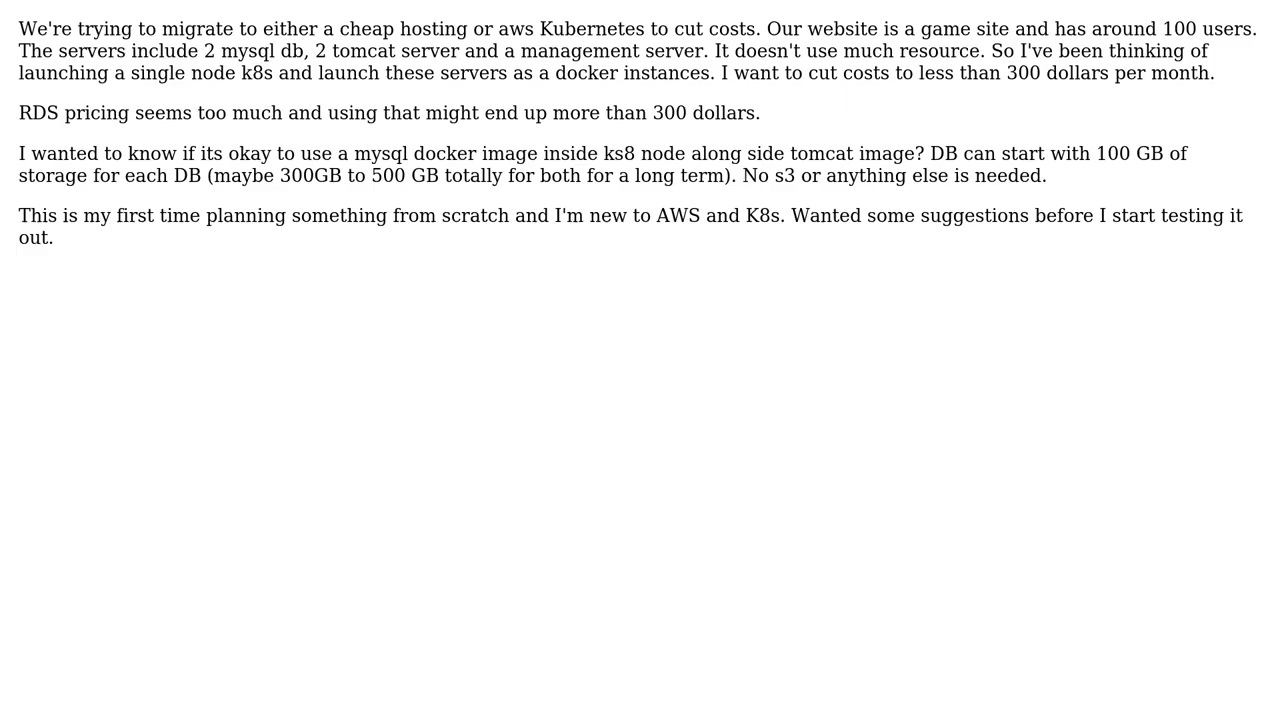 We're trying to migrate to either a cheap hosting or aws Kubernetes to cut costs. Our website is a game site and has around 100 users.
The servers include 2 mysql db, 2 tomcat server and a management server. It doesn't use much resource. So I've been thinking of
launching a single node k8s and launch these servers as a docker instances. I want to cut costs to less than 300 dollars per month.
RDS pricing seems too much and using that might end up more than 300 dollars.
I wanted to know if its okay to use a mysql docker image inside ks8 node along side tomcat image? DB can start with 100 GB of
storage for each DB (maybe 300GB to 500 GB totally for both for a long term). No s3 or anything else is needed.
This is my first time planning something from scratch and I'm new to AWS and K8s. Wanted some suggestions before I start testing it
out.